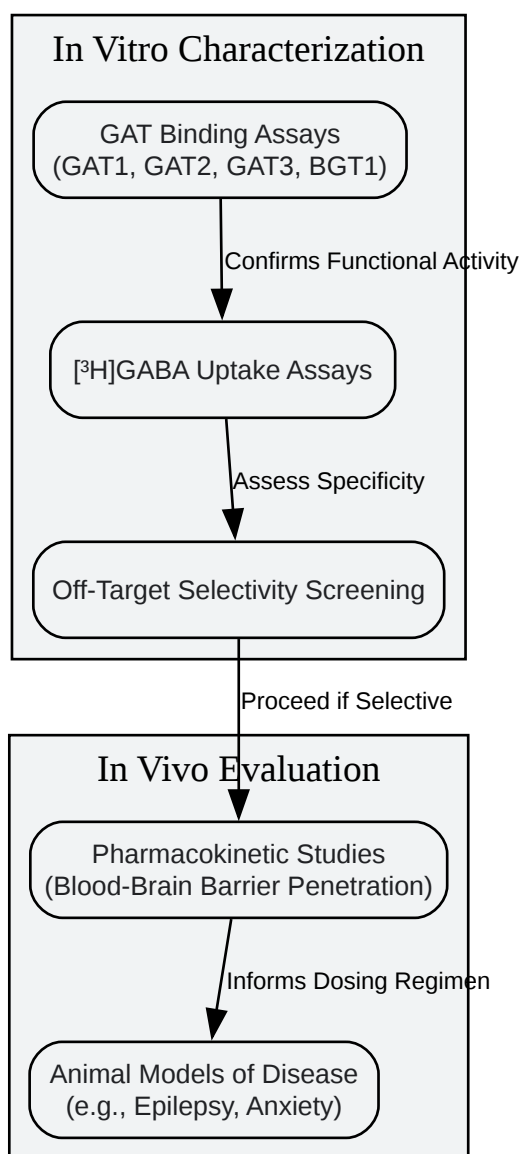 In Vitro Characterization
GAT Binding Assays
(GAT1, GAT2, GAT3, BGT1)
Confirms Functional Activity
[³H]GABA Uptake Assays
Assess Specificity
Off-Target Selectivity Screening
Proceed if Selective
In Vivo Evaluation
Pharmacokinetic Studies
(Blood-Brain Barrier Penetration)
Informs Dosing Regimen
Animal Models of Disease
(e.g., Epilepsy, Anxiety)